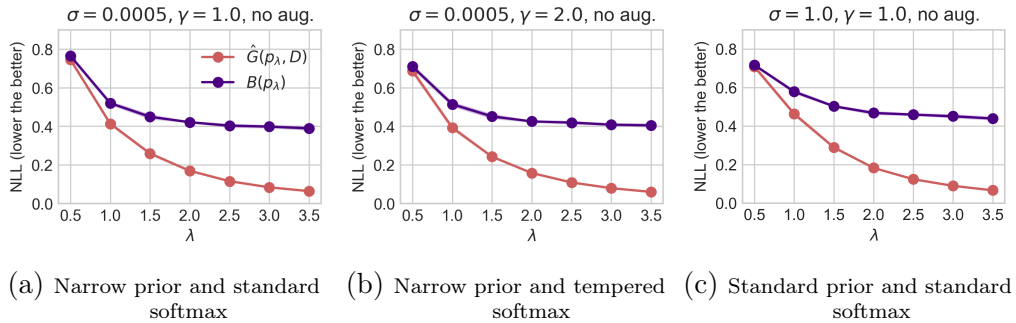 σ = 0.0005, γ = 1.0, no aug.
NLL (lower the better)
0.8
0.6
0.4
0.2
0.0
Ĝ(p_λ, D)
B(p_λ)
0.5 1.0 1.5 2.0 2.5 3.0 3.5
λ
(a) Narrow prior and standard
softmax
σ = 0.0005, γ = 2.0, no aug.
NLL (lower the better)
0.8
0.6
0.4
0.2
0.0
0.5 1.0 1.5 2.0 2.5 3.0 3.5
λ
(b) Narrow prior and tempered
softmax
σ = 1.0, γ = 1.0, no aug.
NLL (lower the better)
0.8
0.6
0.4
0.2
0.0
0.5 1.0 1.5 2.0 2.5 3.0 3.5
λ
(c) Standard prior and standard
softmax